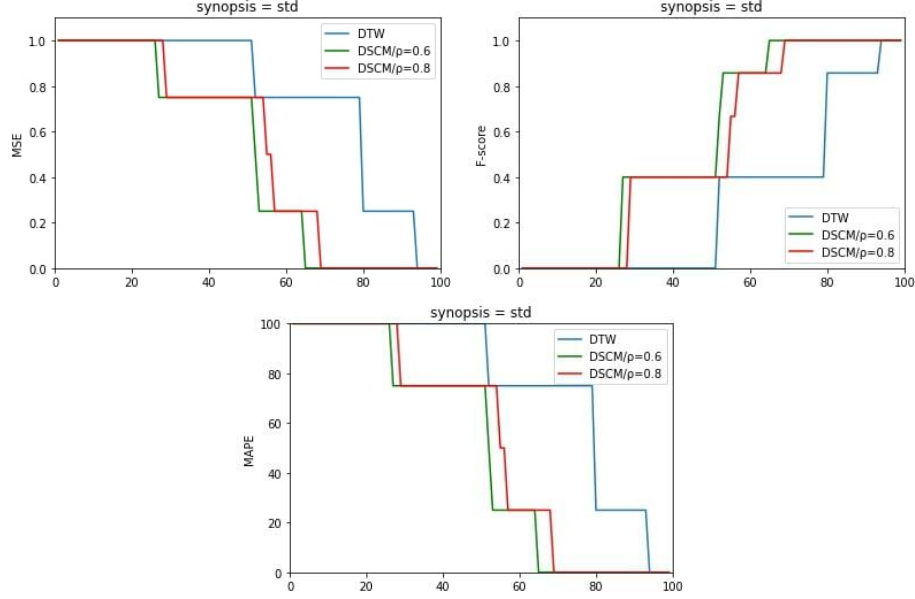 synopsis = std
1.0
0.8
0.6
0.4
0.2
0.0
MSE
DTW
DSCM/ρ=0.6
DSCM/ρ=0.8
0 20 40 60 80 100
synopsis = std
1.0
0.8
0.6
0.4
0.2
0.0
F-score
DTW
DSCM/ρ=0.6
DSCM/ρ=0.8
0 20 40 60 80 100
synopsis = std
100
80
60
40
20
0
MAPE
DTW
DSCM/ρ=0.6
DSCM/ρ=0.8
0 20 40 60 80 100